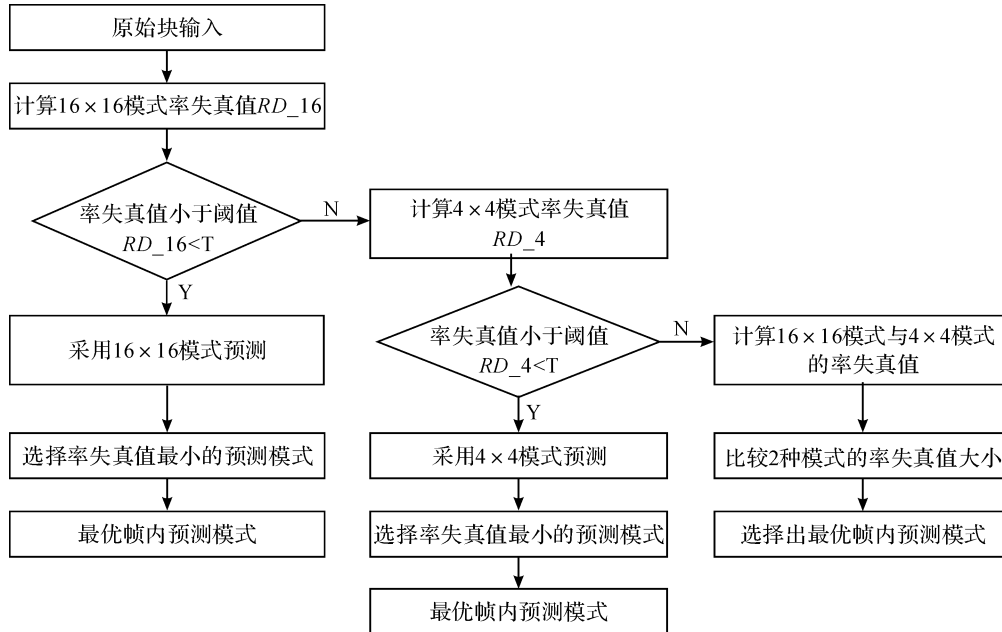 原始块输入
计算16×16模式率失真值RD_16
率失真值小于阈值
RD_16<T
N
Y
采用16×16模式预测
选择率失真值最小的预测模式
最优帧内预测模式
计算4×4模式率失真值
RD_4
率失真值小于阈值
RD_4<T
N
Y
采用4×4模式预测
选择率失真值最小的预测模式
最优帧内预测模式
计算16×16模式与4×4模式
的率失真值
比较2种模式的率失真值大小
选择出最优帧内预测模式